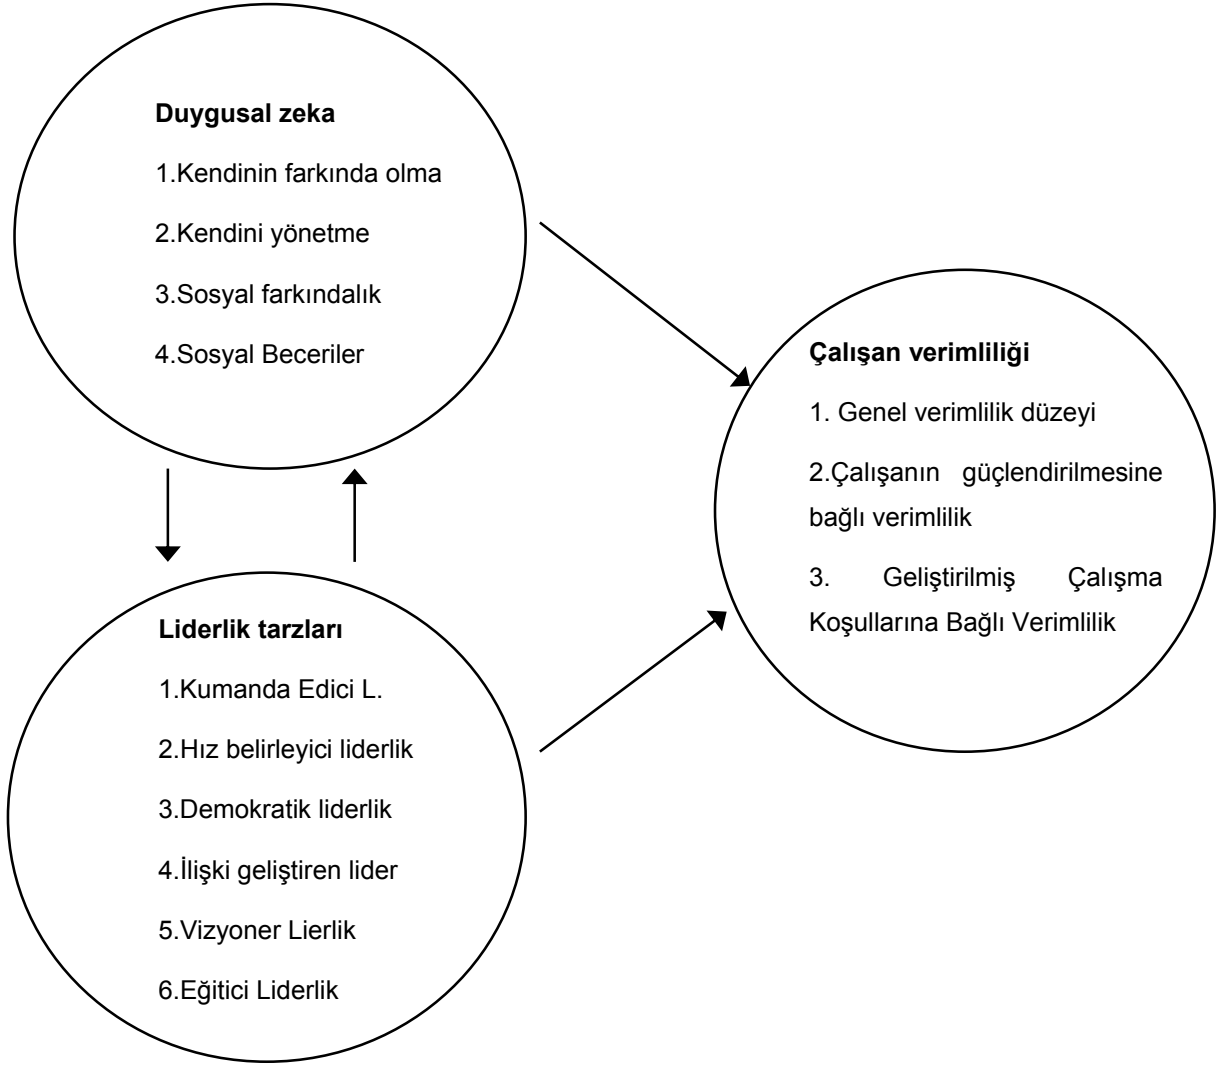 Duygusal zeka
1.Kendinin farkında olma
2.Kendini yönetme
3.Sosyal farkındalık
4.Sosyal Beceriler
Çalışan verimliliği
1. Genel verimlilik düzeyi
2.Çalışanın güçlendirilmesine
bağlı verimlilik
3. Geliştirilmiş Çalışma
Koşullarına Bağlı Verimlilik
Liderlik tarzları
1.Kumanda Edici L.
2.Hız belirleyici liderlik
3.Demokratik liderlik
4.İlişki geliştiren lider
5.Vizyoner Lierlik
6.Eğitici Liderlik